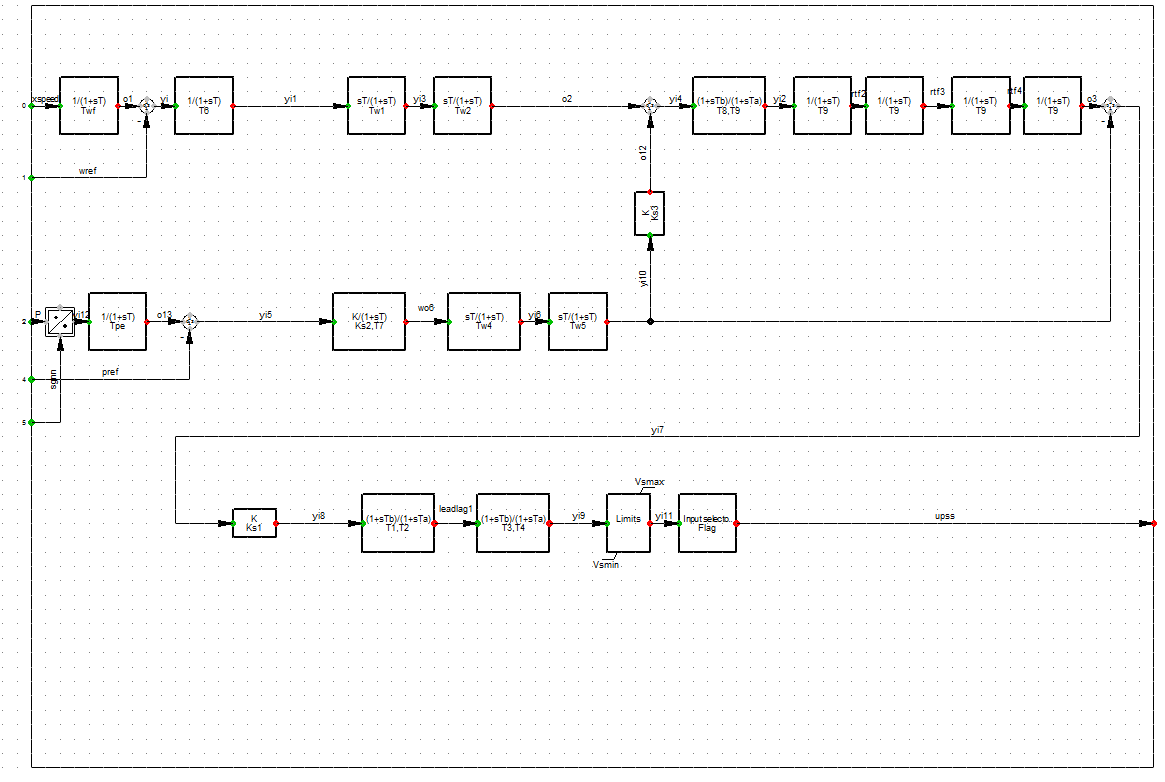 0
xspeed
1/(1+sT)
Twf
o1
-
yi
1/(1+sT)
T6
yi1
sT/(1+sT)
Tw1
yi3
sT/(1+sT)
Tw2
o2
yi4
(1+sTb)/(1+sTa)
T8,T9
yi2
1/(1+sT)
T9
rtf2
1/(1+sT)
T9
rtf3
1/(1+sT)
T9
rtf4
1/(1+sT)
T9
o3
-
1
wref
o12
K
Ks3
yi10
2
P
yi12
1/(1+sT)
Tpe
o13
-
yi5
K/(1+sT)
Ks2,T7
wo6
sT/(1+sT)
Tw4
yi6
sT/(1+sT)
Tw5
4
pref
sgnn
5
yi7
K
Ks1
yi8
(1+sTb)/(1+sTa)
T1,T2
leadlag1
(1+sTb)/(1+sTa)
T3,T4
yi9
Vsmax
Limits
Vsmin
yi11
Input selecto..
Flag
upss